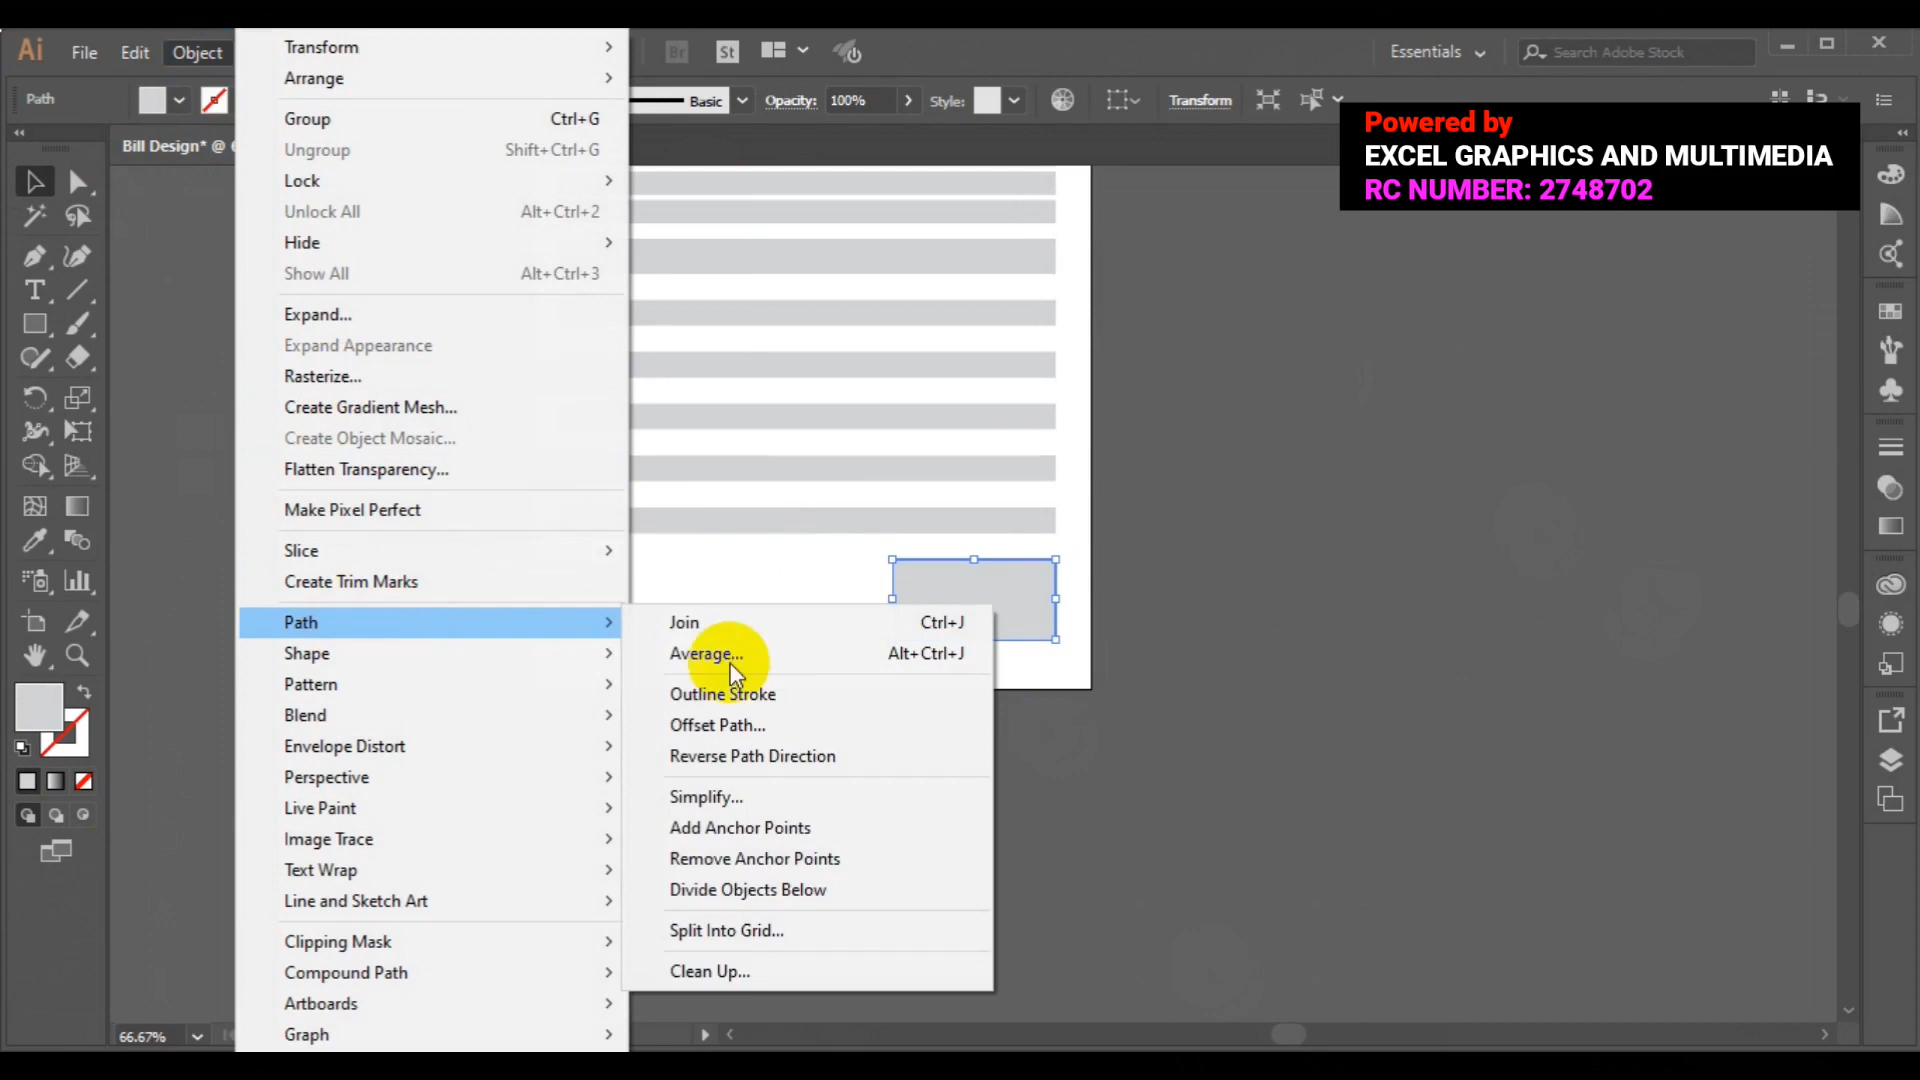 Ai File Edit Object Br St Essentials Search Adobe Stock
Path Basic Opacity: 100% Style: Transform
Powered by
EXCEL GRAPHICS AND MULTIMEDIA
RC NUMBER: 2748702
Bill Design* @
Transform
Arrange
Group Ctrl+G
Ungroup Shift+Ctrl+G
Lock
Unlock All Alt+Ctrl+2
Hide
Show All Alt+Ctrl+3
Expand...
Expand Appearance
Rasterize...
Create Gradient Mesh...
Create Object Mosaic...
Flatten Transparency...
Make Pixel Perfect
Slice
Create Trim Marks
Path
Shape
Pattern
Blend
Envelope Distort
Perspective
Live Paint
Image Trace
Text Wrap
Line and Sketch Art
Clipping Mask
Compound Path
Artboards
Graph
Join Ctrl+J
Average... Alt+Ctrl+J
Outline Stroke
Offset Path...
Reverse Path Direction
Simplify...
Add Anchor Points
Remove Anchor Points
Divide Objects Below
Split Into Grid...
Clean Up...
66.67%